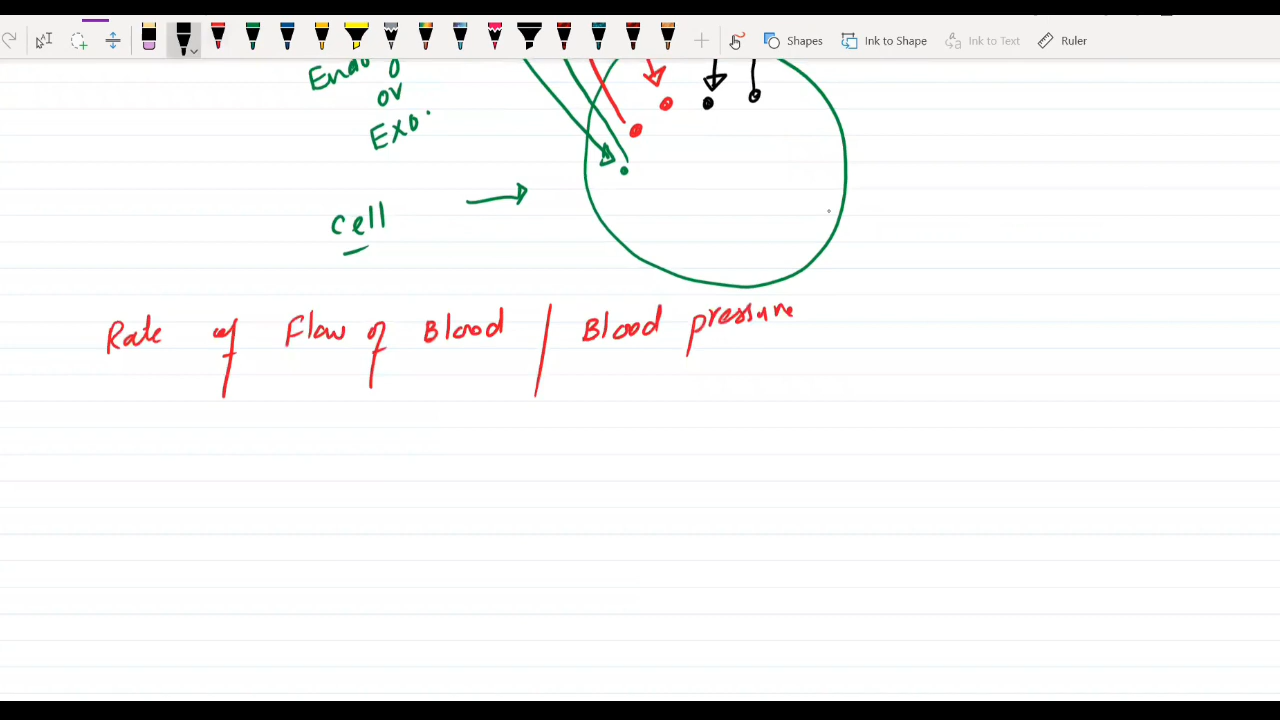 Shapes Ink to Shape Ink to Text Ruler
Endo
or
Exo.
Cell
Rate of Flow of Blood / Blood pressure